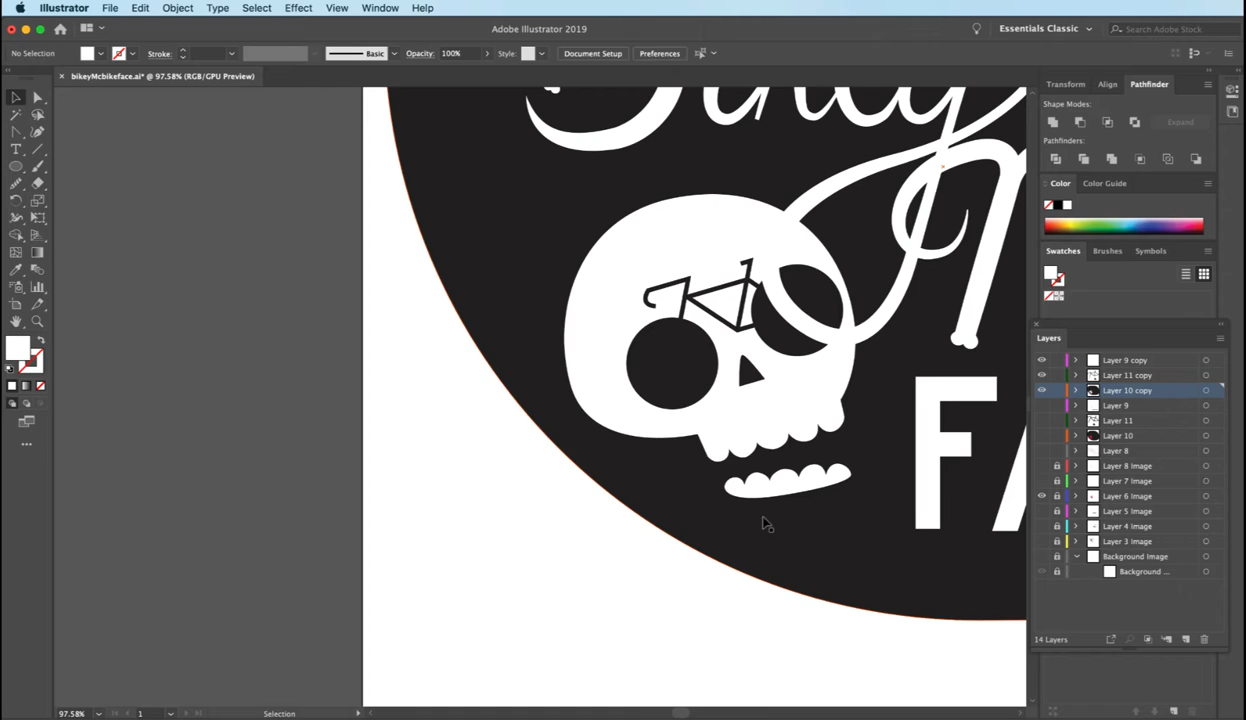 Illustrator File Edit Object Type Select Effect View Window Help
Adobe Illustrator 2019
Essentials Classic
Search Adobe Stock
No Selection
Stroke:
Basic
Opacity: 100%
Style:
Document Setup
Preferences
bikeyMcbikeface.ai* @ 97.58% (RGB/GPU Preview)
Transform Align Pathfinder
Shape Modes:
Expand
Pathfinders:
Color Color Guide
Swatches Brushes Symbols
Layers
Layer 9 copy
Layer 11 copy
Layer 10 copy
Layer 9
Layer 11
Layer 10
Layer 8
Layer 8 Image
Layer 7 Image
Layer 6 Image
Layer 5 Image
Layer 4 Image
Layer 3 Image
Background Image
Background ...
14 Layers
F
97.58%
1
Selection